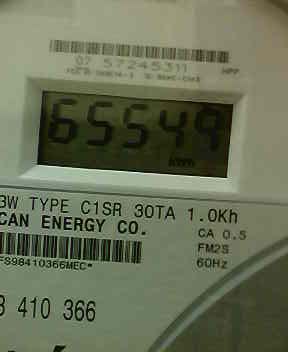 07 57245311
65549
kWh
3W TYPE C1SR 30TA 1.0Kh
CAN ENERGY CO.
CA 0.5
FM2S
FS98410366MEC*
60Hz
3 410 366